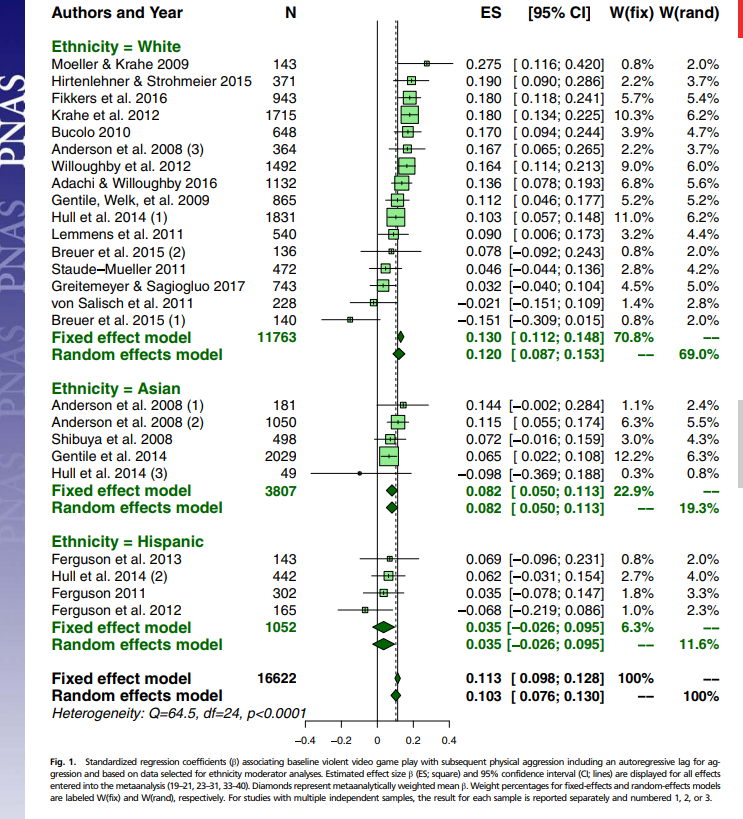 PNAS PNAS PNAS
Authors and Year N ES [95% CI] W(fix) W(rand)
Ethnicity = White
Moeller & Krahe 2009 143 0.275 [ 0.116; 0.420] 0.8% 2.0%
Hirtenlehner & Strohmeier 2015 371 0.190 [ 0.090; 0.286] 2.2% 3.7%
Fikkers et al. 2016 943 0.180 [ 0.118; 0.241] 5.7% 5.4%
Krahe et al. 2012 1715 0.180 [ 0.134; 0.225] 10.3% 6.2%
Bucolo 2010 648 0.170 [ 0.094; 0.244] 3.9% 4.7%
Anderson et al. 2008 (3) 364 0.167 [ 0.065; 0.265] 2.2% 3.7%
Willoughby et al. 2012 1492 0.164 [ 0.114; 0.213] 9.0% 6.0%
Adachi & Willoughby 2016 1132 0.136 [ 0.078; 0.193] 6.8% 5.6%
Gentile, Welk, et al. 2009 865 0.112 [ 0.046; 0.177] 5.2% 5.2%
Hull et al. 2014 (1) 1831 0.103 [ 0.057; 0.148] 11.0% 6.2%
Lemmens et al. 2011 540 0.090 [ 0.006; 0.173] 3.2% 4.4%
Breuer et al. 2015 (2) 136 0.078 [−0.092; 0.243] 0.8% 2.0%
Staude−Mueller 2011 472 0.046 [−0.044; 0.136] 2.8% 4.2%
Greitemeyer & Sagioglou 2017 743 0.032 [−0.040; 0.104] 4.5% 5.0%
von Salisch et al. 2011 228 −0.021 [−0.151; 0.109] 1.4% 2.8%
Breuer et al. 2015 (1) 140 −0.151 [−0.309; 0.015] 0.8% 2.0%
Fixed effect model 11763 0.130 [ 0.112; 0.148] 70.8% −−
Random effects model 0.120 [ 0.087; 0.153] −− 69.0%
Ethnicity = Asian
Anderson et al. 2008 (1) 181 0.144 [−0.002; 0.284] 1.1% 2.4%
Anderson et al. 2008 (2) 1050 0.115 [ 0.055; 0.174] 6.3% 5.5%
Shibuya et al. 2008 498 0.072 [−0.016; 0.159] 3.0% 4.3%
Gentile et al. 2014 2029 0.065 [ 0.022; 0.108] 12.2% 6.3%
Hull et al. 2014 (3) 49 −0.098 [−0.369; 0.188] 0.3% 0.8%
Fixed effect model 3807 0.082 [ 0.050; 0.113] 22.9% −−
Random effects model 0.082 [ 0.050; 0.113] −− 19.3%
Ethnicity = Hispanic
Ferguson et al. 2013 143 0.069 [−0.096; 0.231] 0.8% 2.0%
Hull et al. 2014 (2) 442 0.062 [−0.031; 0.154] 2.7% 4.0%
Ferguson 2011 302 0.035 [−0.078; 0.147] 1.8% 3.3%
Ferguson et al. 2012 165 −0.068 [−0.219; 0.086] 1.0% 2.3%
Fixed effect model 1052 0.035 [−0.026; 0.095] 6.3% −−
Random effects model 0.035 [−0.026; 0.095] −− 11.6%
Fixed effect model 16622 0.113 [ 0.098; 0.128] 100% −−
Random effects model 0.103 [ 0.076; 0.130] −− 100%
Heterogeneity: Q=64.5, df=24, p<0.0001
−0.4 −0.2 0 0.2 0.4
Fig. 1. Standardized regression coefficients (β) associating baseline violent video game play with subsequent physical aggression including an autoregressive lag for ag-
gression and based on data selected for ethnicity moderator analyses. Estimated effect size β (ES; square) and 95% confidence interval (CI; lines) are displayed for all effects
entered into the metaanalysis (19–21, 23–31, 33–40). Diamonds represent metaanalytically weighted mean β. Weight percentages for fixed-effects and random-effects models
are labeled W(fix) and W(rand), respectively. For studies with multiple independent samples, the result for each sample is reported separately and numbered 1, 2, or 3.